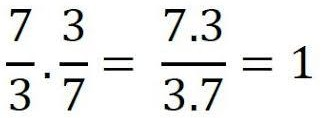 7/3 . 3/7 = 7.3/3.7 = 1